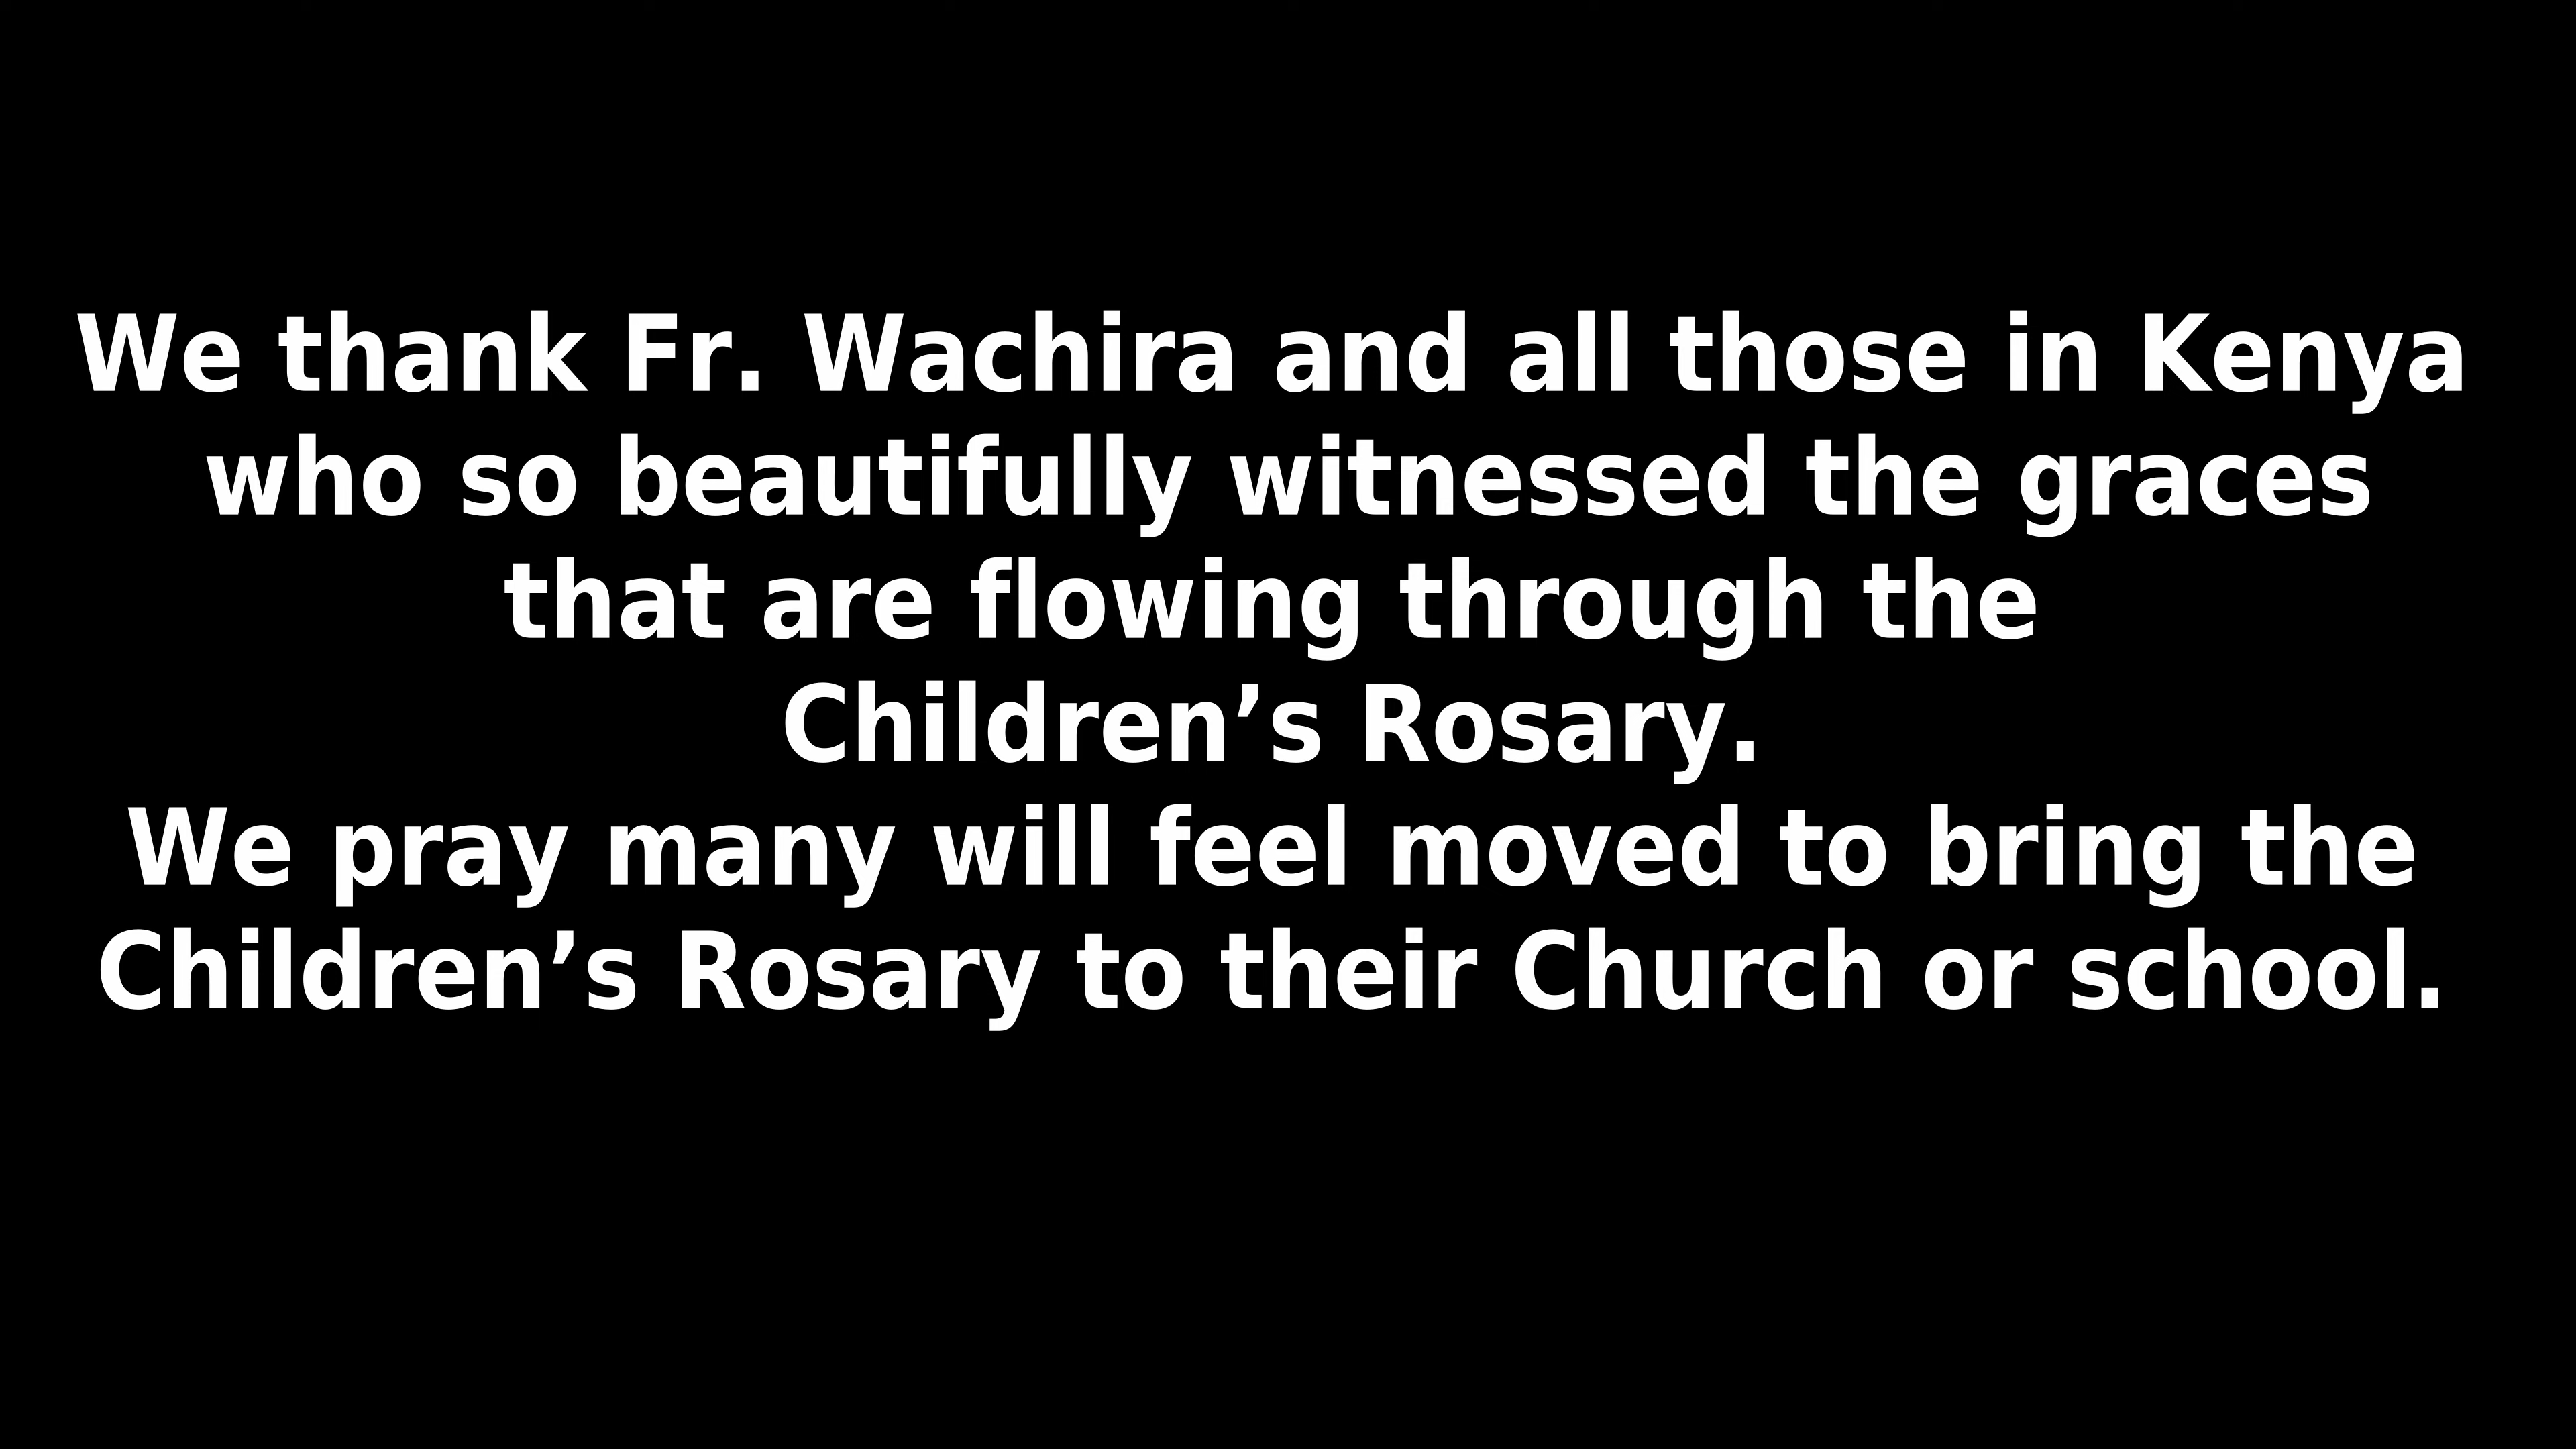 We thank Fr. Wachira and all those in Kenya
who so beautifully witnessed the graces
that are flowing through the
Children’s Rosary.
We pray many will feel moved to bring the
Children’s Rosary to their Church or school.